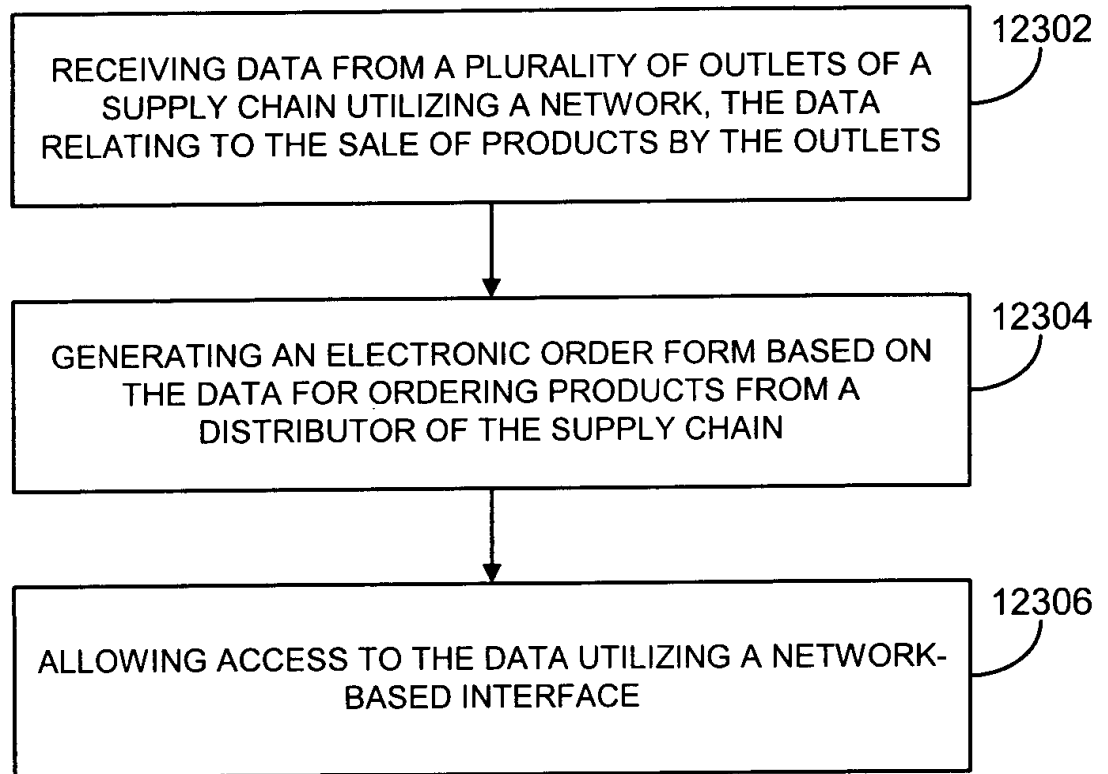 12302
RECEIVING DATA FROM A PLURALITY OF OUTLETS OF A
SUPPLY CHAIN UTILIZING A NETWORK, THE DATA
RELATING TO THE SALE OF PRODUCTS BY THE OUTLETS
12304
GENERATING AN ELECTRONIC ORDER FORM BASED ON
THE DATA FOR ORDERING PRODUCTS FROM A
DISTRIBUTOR OF THE SUPPLY CHAIN
12306
ALLOWING ACCESS TO THE DATA UTILIZING A NETWORK-
BASED INTERFACE